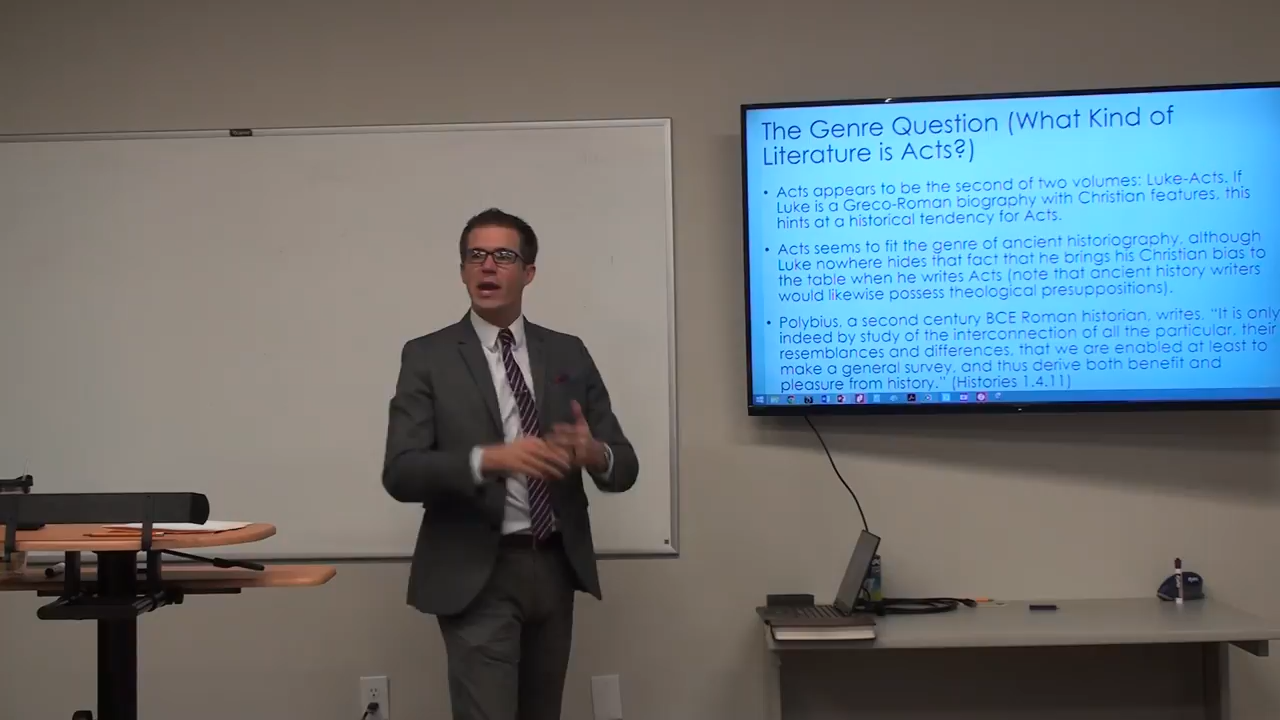 The Genre Question (What Kind of
Literature is Acts?)
• Acts appears to be the second of two volumes: Luke-Acts. If
Luke is a Greco-Roman biography with Christian features, this
hints at a historical tendency for Acts.
• Acts seems to fit the genre of ancient historiography, although
Luke nowhere hides that fact that he brings his Christian bias to
the table when he writes Acts (note that ancient history writers
would likewise possess theological presuppositions).
• Polybius, a second century BCE Roman historian, writes, "It is only
indeed by study of the interconnection of all the particular, their
resemblances and differences, that we are enabled at least to
make a general survey, and thus derive both benefit and
pleasure from history." (Histories 1.4.11)